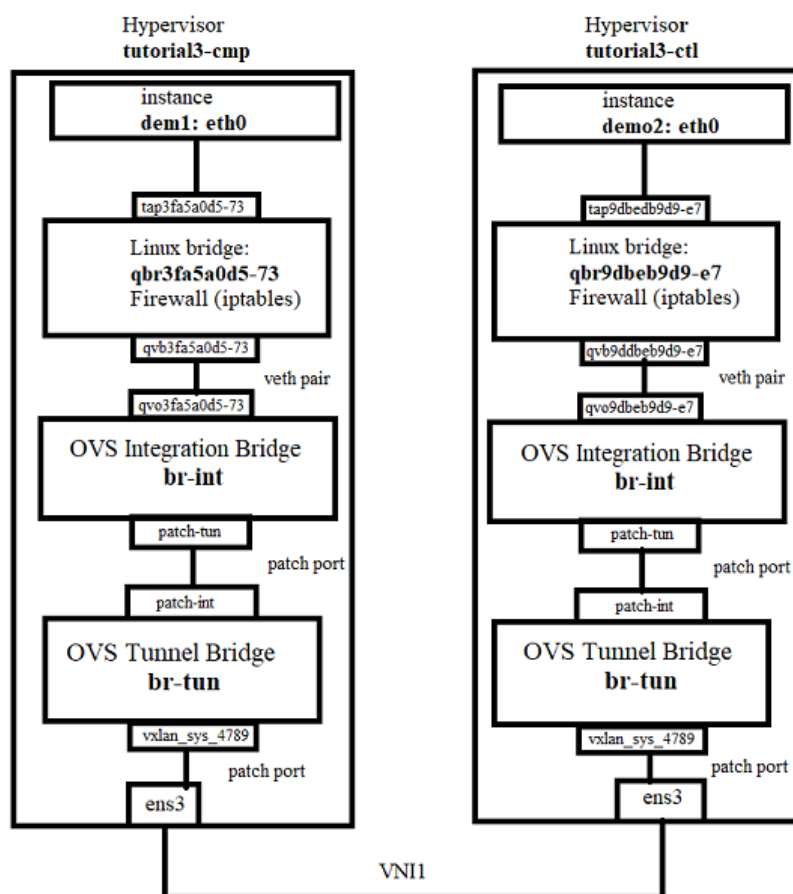 Hypervisor
tutorial3-cmp
instance
dem1: eth0
tap3fa5a0d5-73
Linux bridge:
qbr3fa5a0d5-73
Firewall (iptables)
qvb3fa5a0d5-73
veth pair
qvo3fa5a0d5-73
OVS Integration Bridge
br-int
patch-tun
patch port
patch-int
OVS Tunnel Bridge
br-tun
vxlan_sys_4789
patch port
ens3
Hypervisor
tutorial3-ctl
instance
demo2: eth0
tap9dbedb9d9-e7
Linux bridge:
qbr9dbeb9d9-e7
Firewall (iptables)
qvb9ddbeb9d9-e7
veth pair
qvo9dbeb9d9-e7
OVS Integration Bridge
br-int
patch-tun
patch port
patch-int
OVS Tunnel Bridge
br-tun
vxlan_sys_4789
patch port
ens3
VNI1